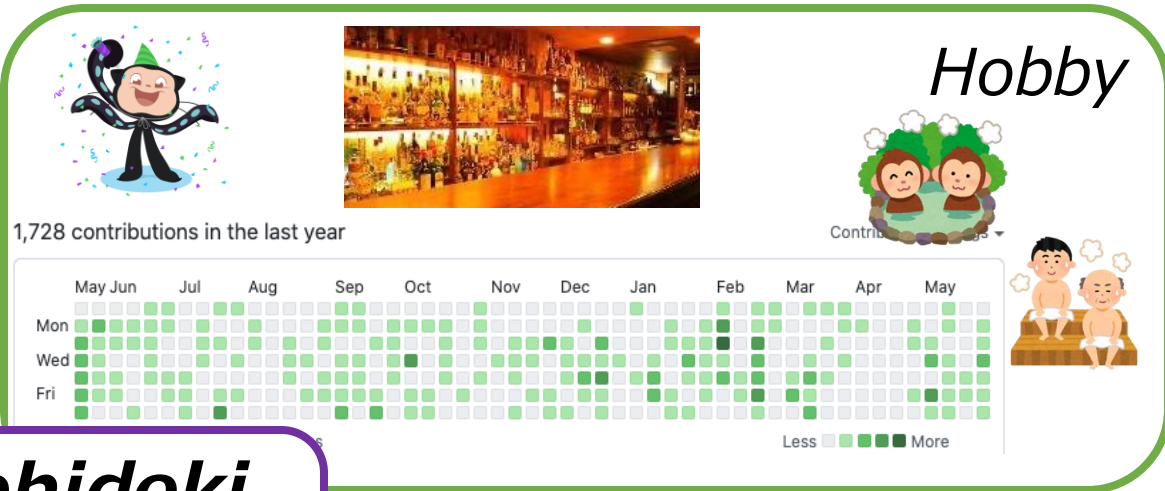 Hobby
1,728 contributions in the last year
May Jun Jul Aug Sep Oct Nov Dec Jan Feb Mar Apr May
Mon
Wed
Fri
Less More